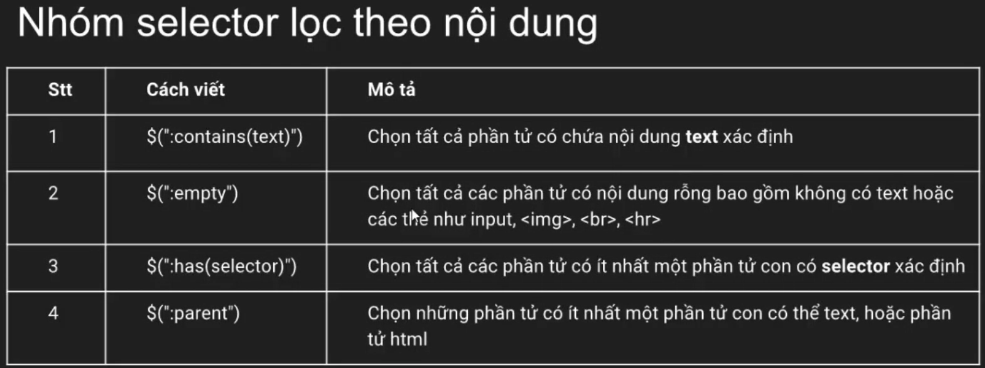 Nhóm selector lọc theo nội dung
Stt Cách viết Mô tả
1 $(":contains(text)") Chọn tất cả phần tử có chứa nội dung text xác định
2 $(":empty") Chọn tất cả các phần tử có nội dung rỗng bao gồm không có text hoặc
các thẻ như input, <img>, <br>, <hr>
3 $(":has(selector)") Chọn tất cả các phần tử có ít nhất một phần tử con có selector xác định
4 $(":parent") Chọn những phần tử có ít nhất một phần tử con có thể text, hoặc phần
tử html